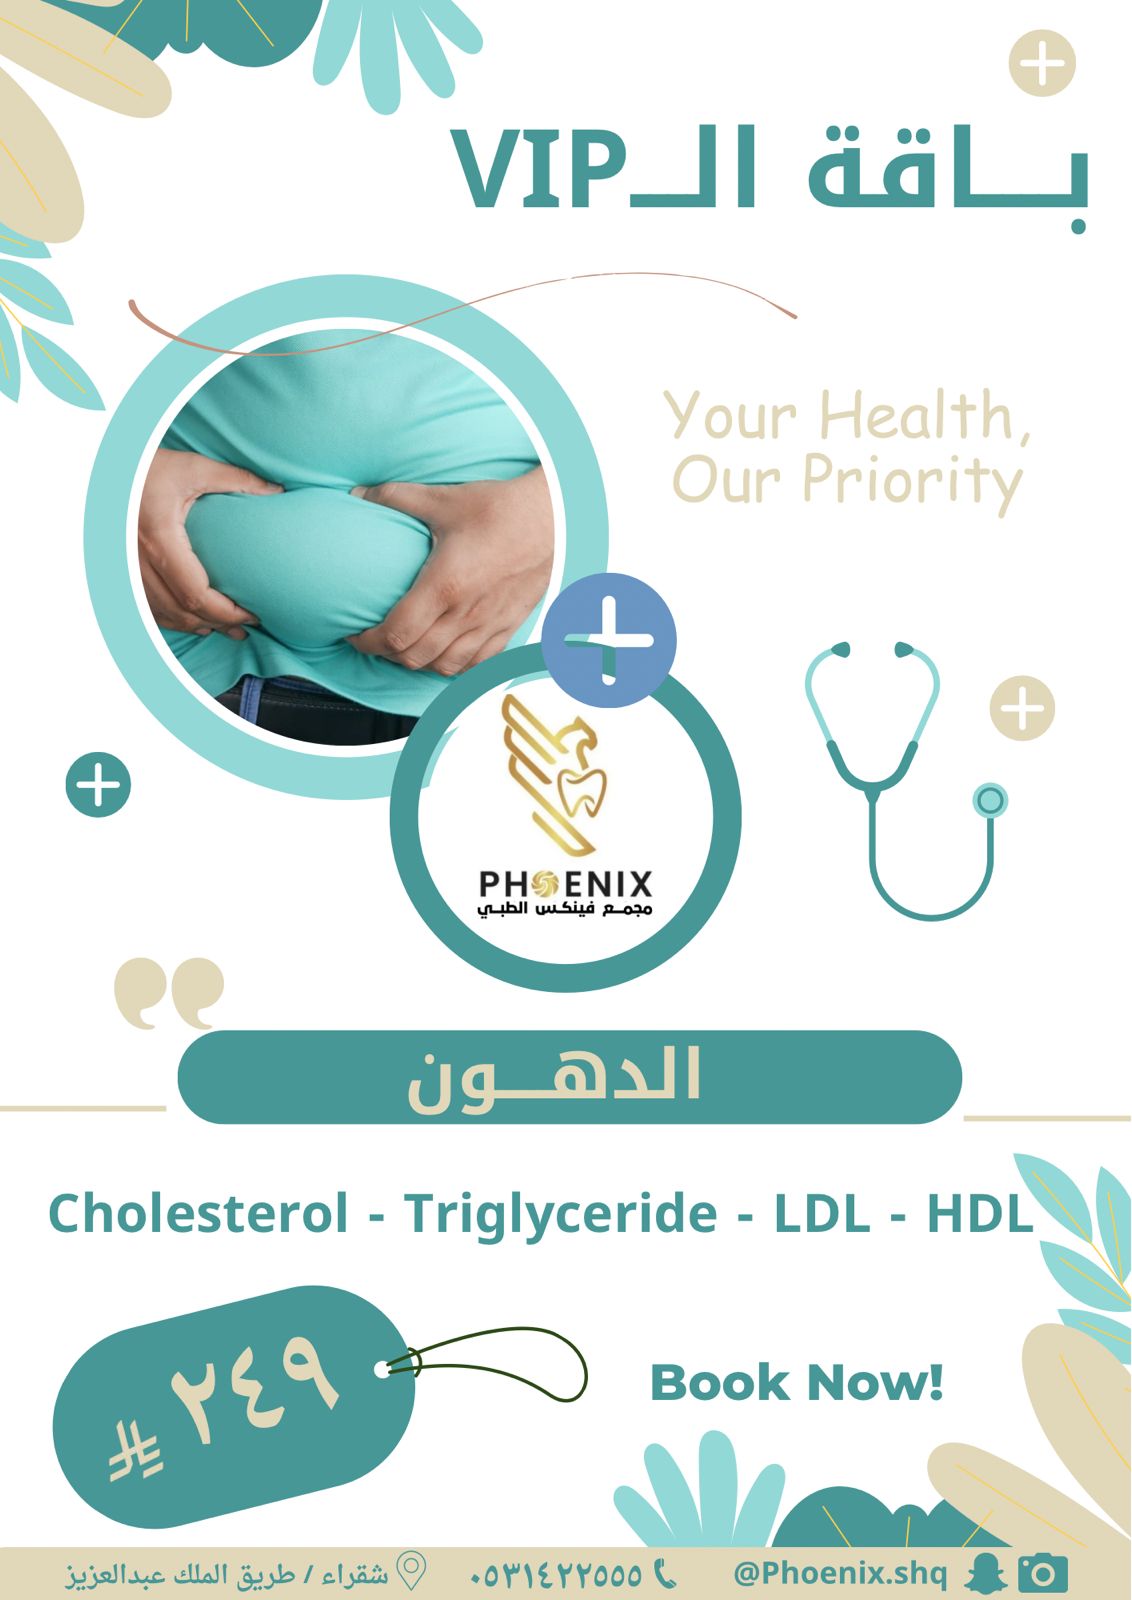 بـاقة الـVIP
Your Health,
Our Priority
PHOENIX
مجمع فينكس الطبي
الدهون
Cholesterol - Triglyceride - LDL - HDL
٢٤٩
Book Now!
@Phoenix.shq
٠٥٣١٤٢٢٥٥٥
شقراء / طريق الملك عبدالعزيز